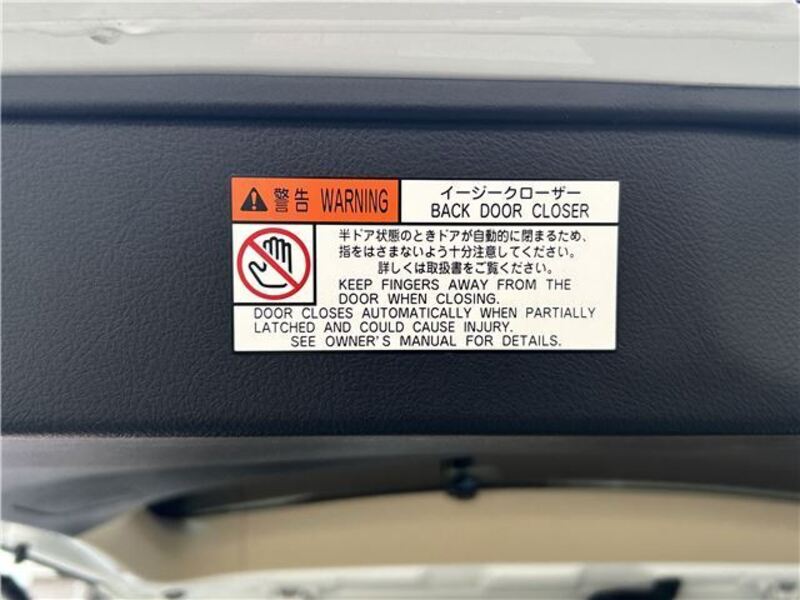 警告 WARNING
イージークローザー
BACK DOOR CLOSER
半ドア状態のときドアが自動的に閉まるため、
指をはさまないよう十分注意してください。
詳しくは取扱書をご覧ください。
KEEP FINGERS AWAY FROM THE
DOOR WHEN CLOSING.
DOOR CLOSES AUTOMATICALLY WHEN PARTIALLY
LATCHED AND COULD CAUSE INJURY.
SEE OWNER'S MANUAL FOR DETAILS.